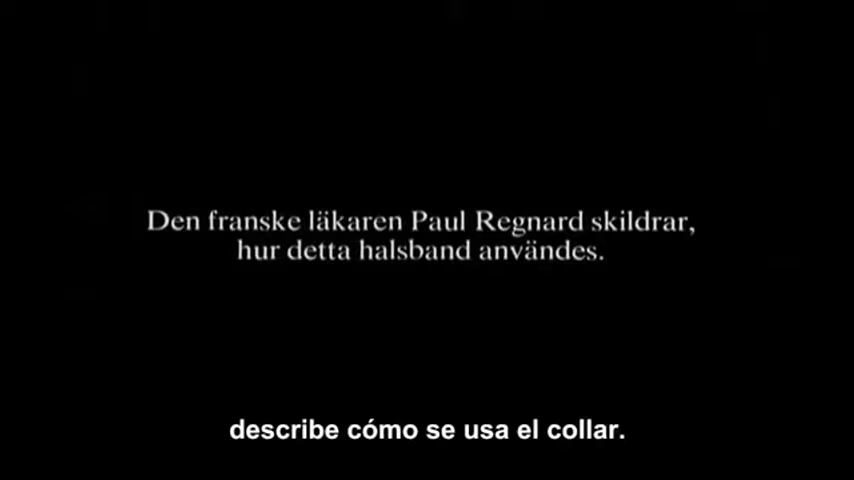 Den franske läkaren Paul Regnard skildrar,
hur detta halsband användes.
describe cómo se usa el collar.